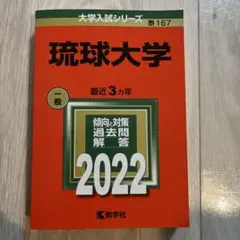 大学入試シリーズ
167
琉球大学
一般
最近3ヵ年
傾向と対策
過去問
解答
2022
教学社